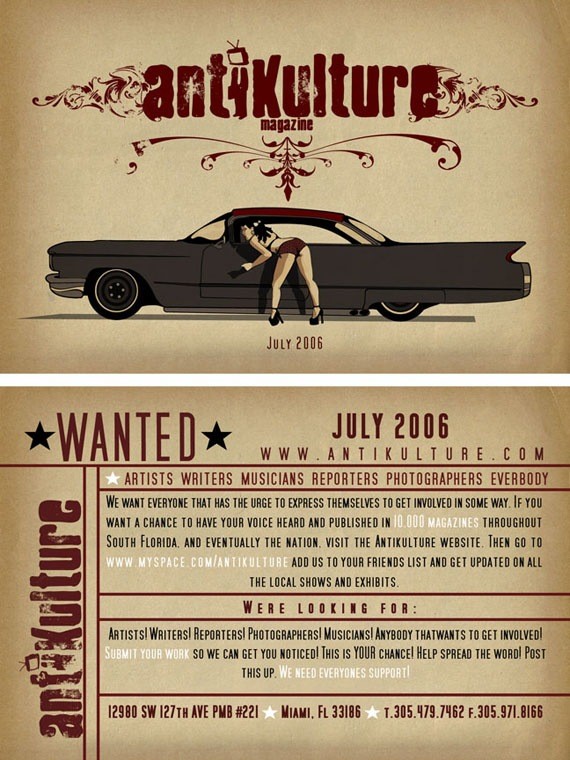 antikulture
magazine
July 2006
WANTED
JULY 2006
WWW.ANTIKULTURE.COM
ARTISTS WRITERS MUSICIANS REPORTERS PHOTOGRAPHERS EVERBODY
antikulture
We want everyone that has the urge to express themselves to get involved in some way. If you
want a chance to have your voice heard and published in 10,000 magazines throughout
South Florida, and eventually the nation, visit the Antikulture website. Then go to
www.myspace.com/antikulture add us to your friends list and get updated on all
the local shows and exhibits.
Were looking for:
Artists! Writers! Reporters! Photographers! Musicians! Anybody thatwants to get involved!
Submit your work so we can get you noticed! This is YOUR chance! Help spread the word! Post
this up. We need everyones support!
12980 SW 127th AVE PMB #221 ★ Miami, Fl 33186 ★ t.305.479.7462 f.305.971.8166